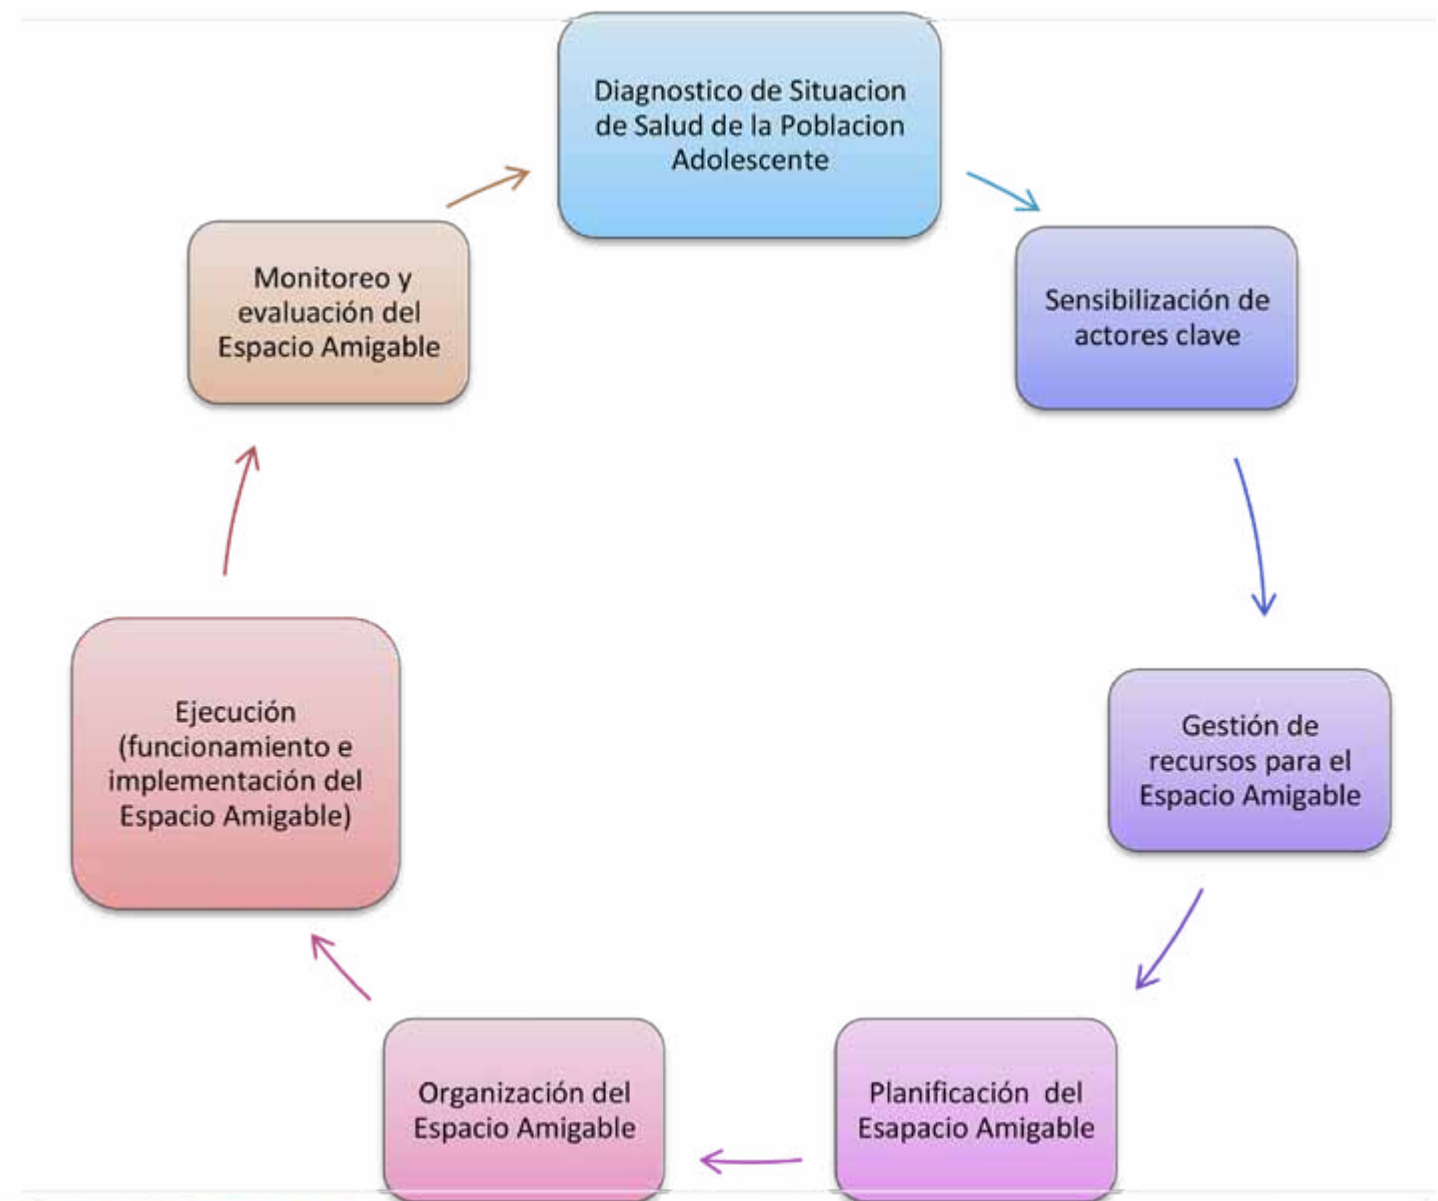 Diagnostico de Situacion
de Salud de la Poblacion
Adolescente
Sensibilización de
actores clave
Gestión de
recursos para el
Espacio Amigable
Planificación  del
Esapacio Amigable
Organización del
Espacio Amigable
Ejecución
(funcionamiento e
implementación del
Espacio Amigable)
Monitoreo y
evaluación del
Espacio Amigable